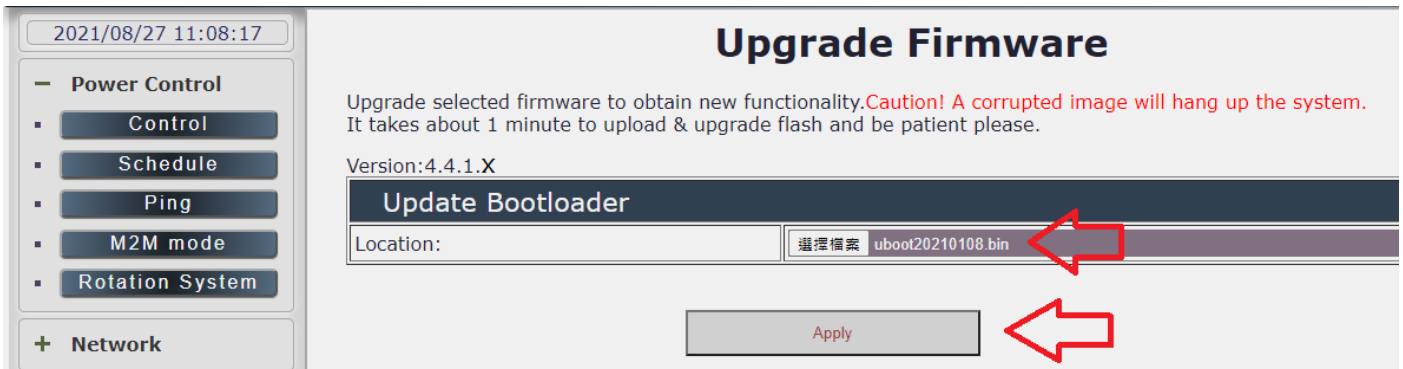 2021/08/27 11:08:17
− Power Control
▪ Control
▪ Schedule
▪ Ping
▪ M2M mode
▪ Rotation System
+ Network
Upgrade Firmware
Upgrade selected firmware to obtain new functionality.Caution! A corrupted image will hang up the system.
It takes about 1 minute to upload & upgrade flash and be patient please.
Version:4.4.1.X
Update Bootloader
Location: 選擇檔案 uboot20210108.bin
Apply